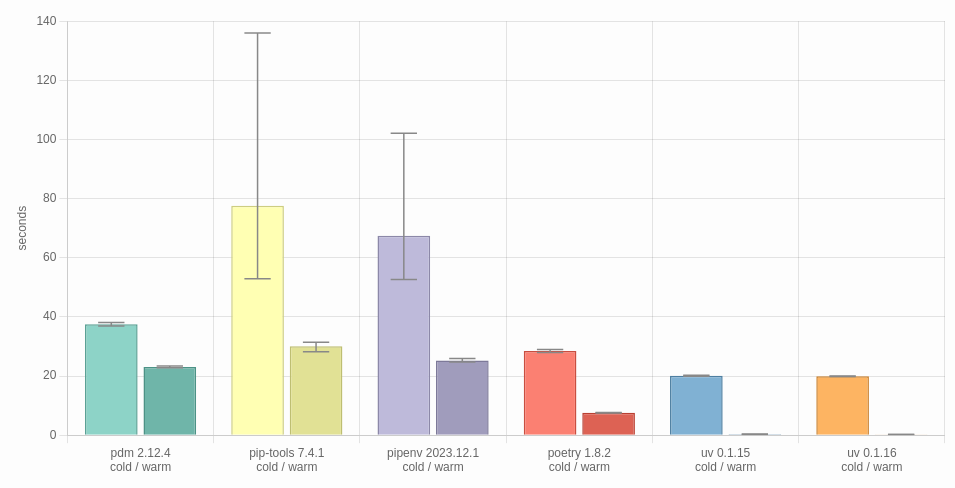 140
120
100
80
60
40
20
0
seconds
pdm 2.12.4
cold / warm
pip-tools 7.4.1
cold / warm
pipenv 2023.12.1
cold / warm
poetry 1.8.2
cold / warm
uv 0.1.15
cold / warm
uv 0.1.16
cold / warm